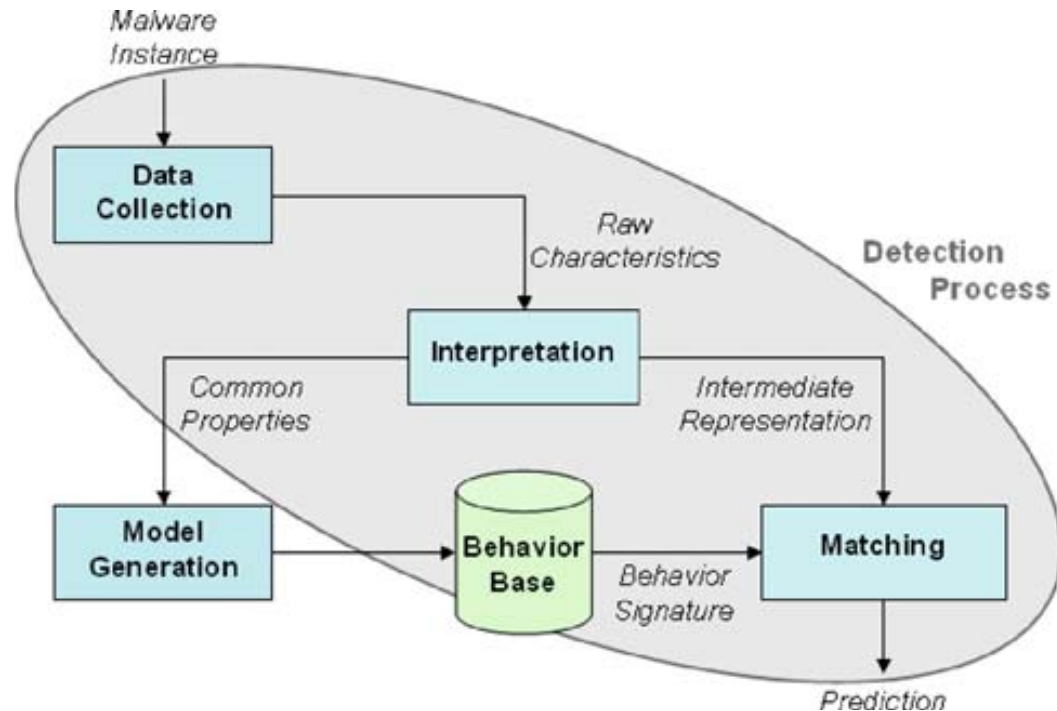 Malware
Instance
Data
Collection
Raw
Characteristics
Detection
Process
Interpretation
Common
Properties
Intermediate
Representation
Model
Generation
Behavior
Base
Behavior
Signature
Matching
Prediction